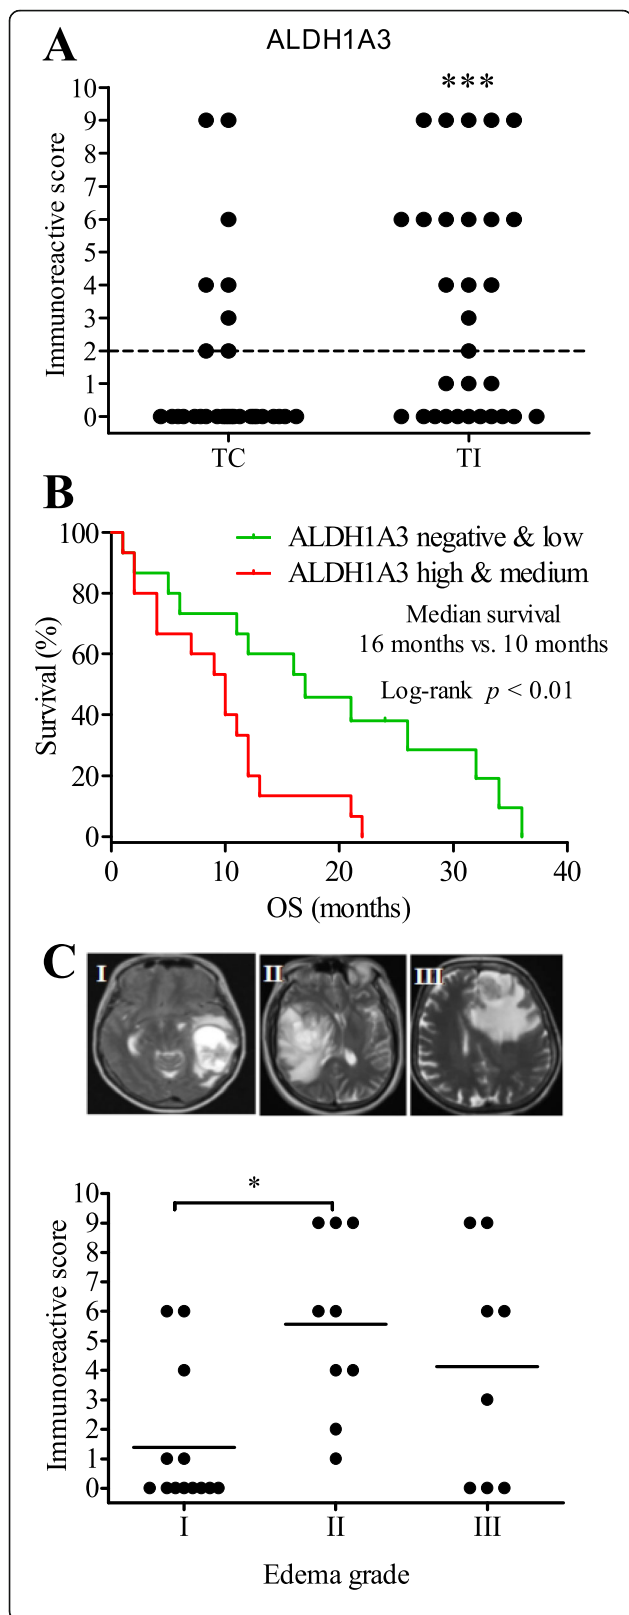 A
ALDH1A3
***
Immunoreactive score
10
9
8
7
6
5
4
3
2
1
0
TC
TI
B
ALDH1A3 negative & low
ALDH1A3 high & medium
Median survival
16 months vs. 10 months
Log-rank p < 0.01
Survival (%)
100
80
60
40
20
0
0 10 20 30 40
OS (months)
C
I
II
III
*
Immunoreactive score
10
9
8
7
6
5
4
3
2
1
0
I
II
III
Edema grade